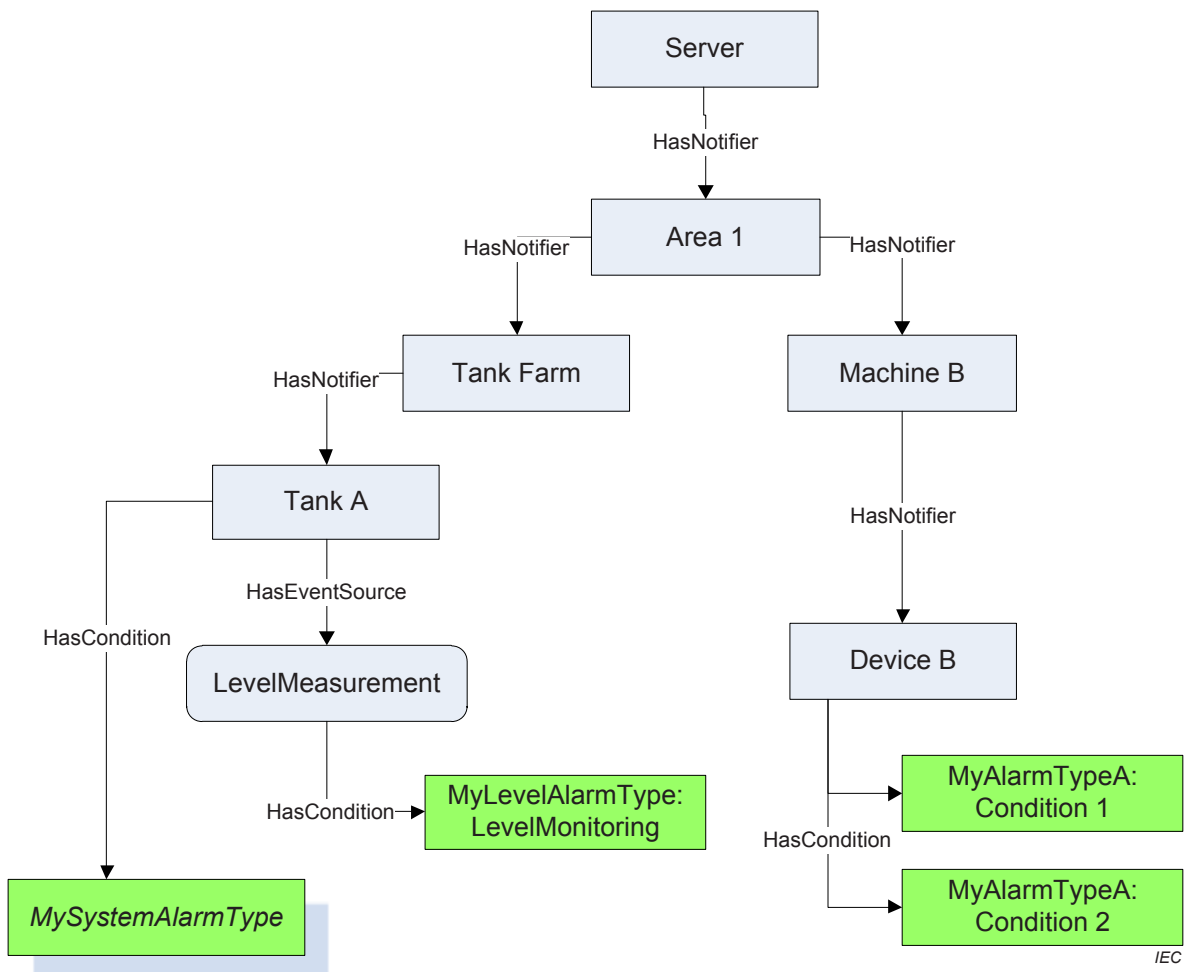 Server
HasNotifier
Area 1
HasNotifier
HasNotifier
Tank Farm
Machine B
HasNotifier
Tank A
HasNotifier
HasEventSource
HasCondition
LevelMeasurement
Device B
MyLevelAlarmType:
LevelMonitoring
HasCondition
MyAlarmTypeA:
Condition 1
HasCondition
MySystemAlarmType
MyAlarmTypeA:
Condition 2
IEC